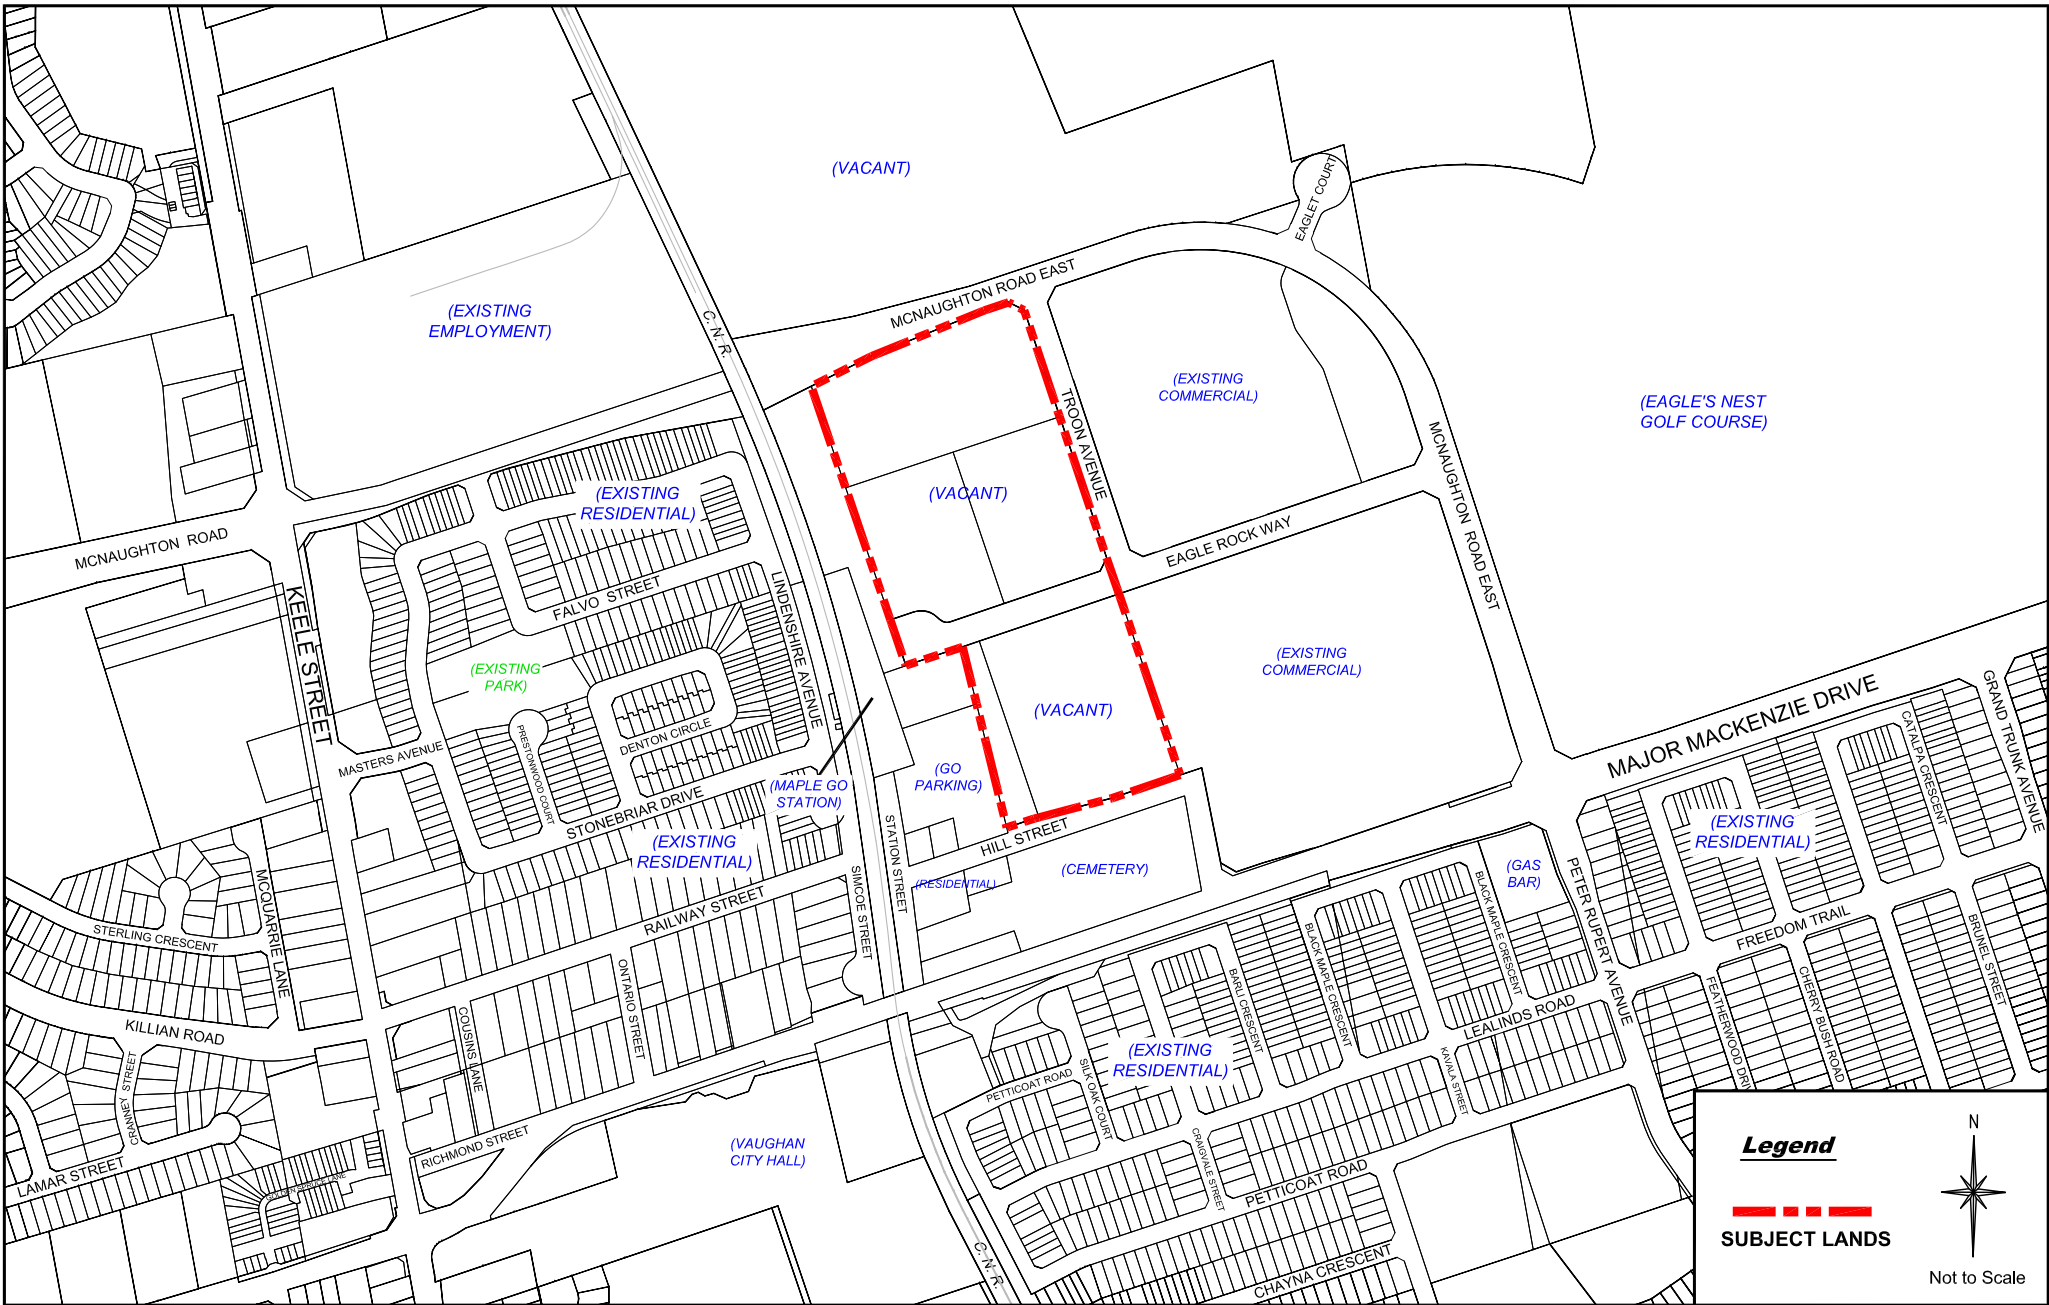 (VACANT)
EAGLET COURT
MCNAUGHTON ROAD EAST
(EXISTING
EMPLOYMENT)
C. N. R.
(EXISTING
COMMERCIAL)
TROON AVENUE
(EAGLE'S NEST
GOLF COURSE)
MCNAUGHTON ROAD EAST
(EXISTING
RESIDENTIAL)
(VACANT)
MCNAUGHTON ROAD
EAGLE ROCK WAY
KEELE STREET
FALVO STREET
LINDENSHIRE AVENUE
(EXISTING
PARK)
(EXISTING
COMMERCIAL)
(VACANT)
DENTON CIRCLE
PRESTONWOOD COURT
MASTERS AVENUE
STONEBRIAR DRIVE
(MAPLE GO
STATION)
(GO
PARKING)
MAJOR MACKENZIE DRIVE
GRAND TRUNK AVENUE
CATALPA CRESCENT
(EXISTING
RESIDENTIAL)
(EXISTING
RESIDENTIAL)
HILL STREET
STATION STREET
SIMCOE STREET
(CEMETERY)
(RESIDENTIAL)
(GAS
BAR)
PETER RUPERT AVENUE
MCQUARRIE LANE
STERLING CRESCENT
RAILWAY STREET
ONTARIO STREET
BLACK MAPLE CRESCENT
BLACK MAPLE CRESCENT
BARLI CRESCENT
FREEDOM TRAIL
BRUNEL STREET
CHERRY BUSH ROAD
FEATHERWOOD DRIV
LEALINDS ROAD
KILLIAN ROAD
COUSINS LANE
CRANNEY STREET
(EXISTING
RESIDENTIAL)
PETTICOAT ROAD
SILK OAK COURT
KAVALA STREET
RICHMOND STREET
LAMAR STREET
GOLDEN SPRUCE LANE
(VAUGHAN
CITY HALL)
CRAIGVALE STREET
PETTICOAT ROAD
C. N. R.
CHAYNA CRESCENT
Legend
SUBJECT LANDS
N
Not to Scale